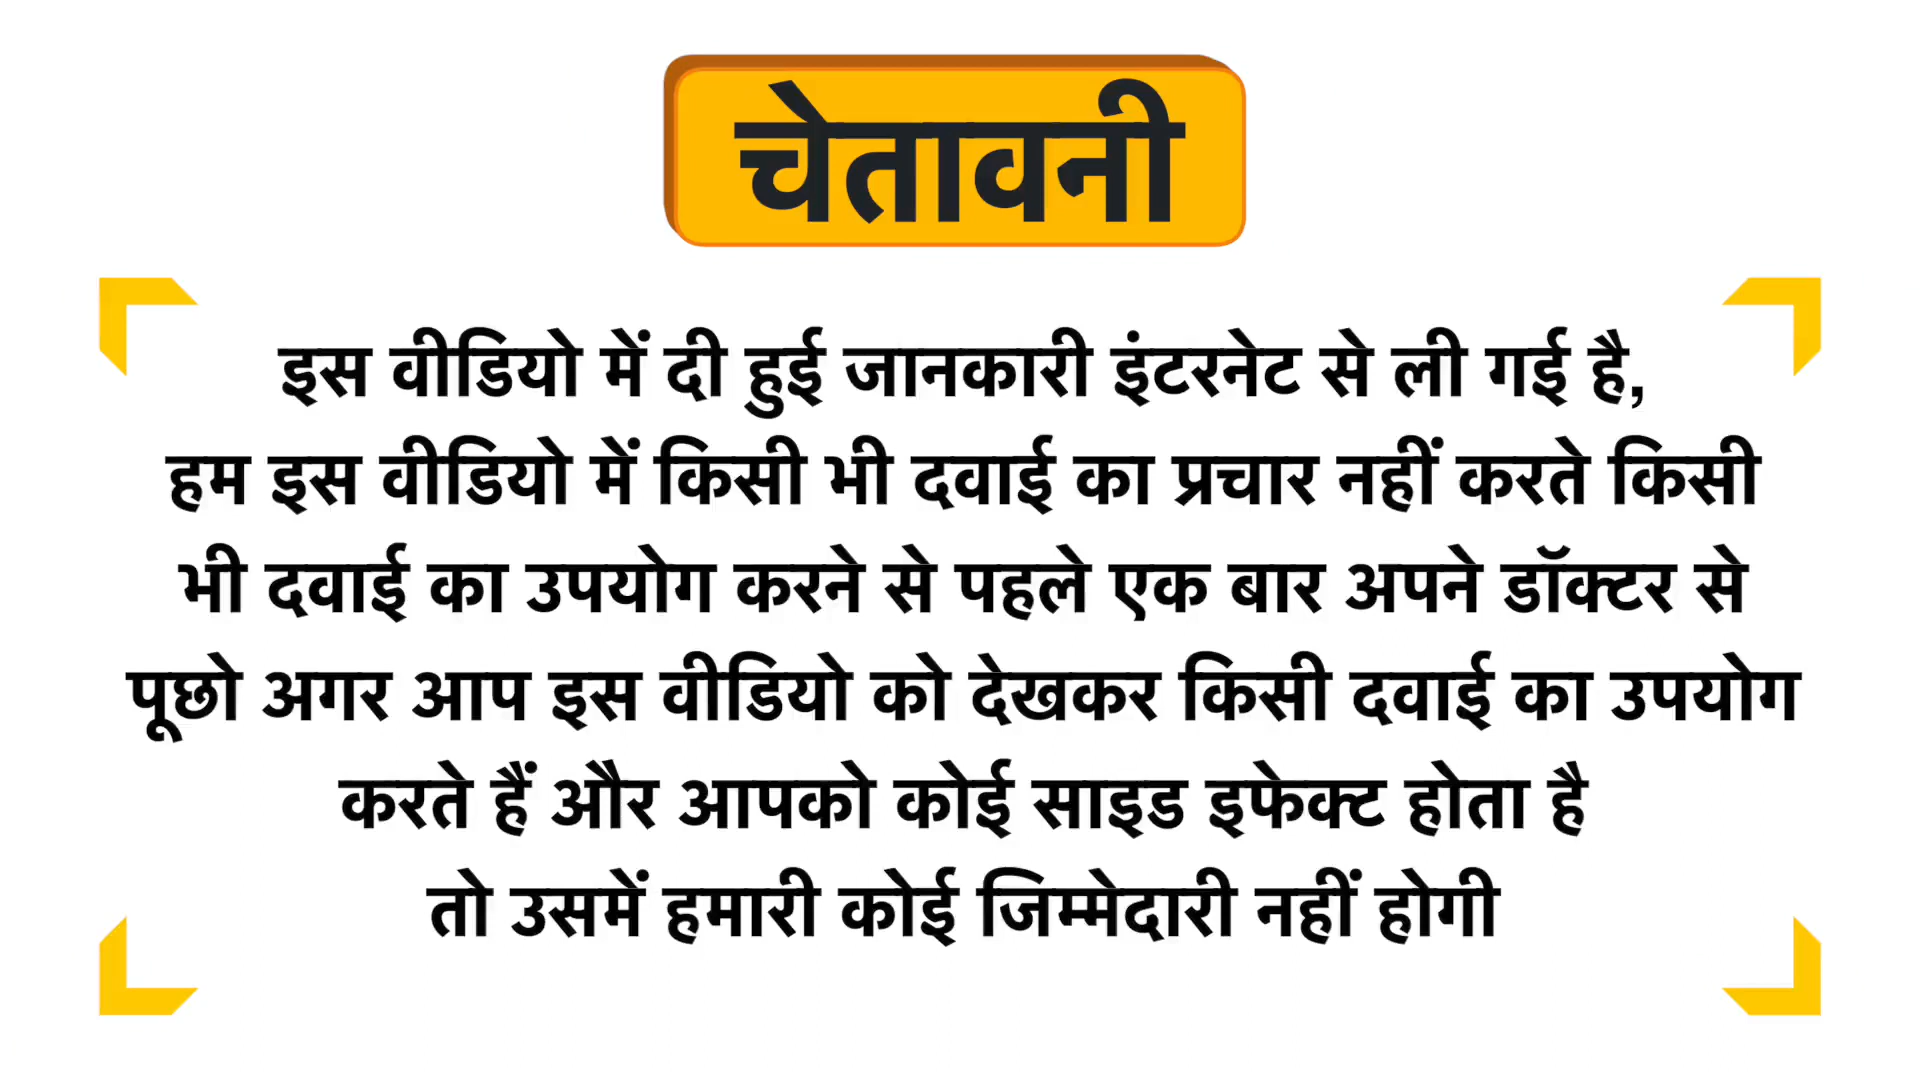 चेतावनी
इस वीडियो में दी हुई जानकारी इंटरनेट से ली गई है,
हम इस वीडियो में किसी भी दवाई का प्रचार नहीं करते किसी
भी दवाई का उपयोग करने से पहले एक बार अपने डॉक्टर से
पूछो अगर आप इस वीडियो को देखकर किसी दवाई का उपयोग
करते हैं और आपको कोई साइड इफेक्ट होता है
तो उसमें हमारी कोई जिम्मेदारी नहीं होगी